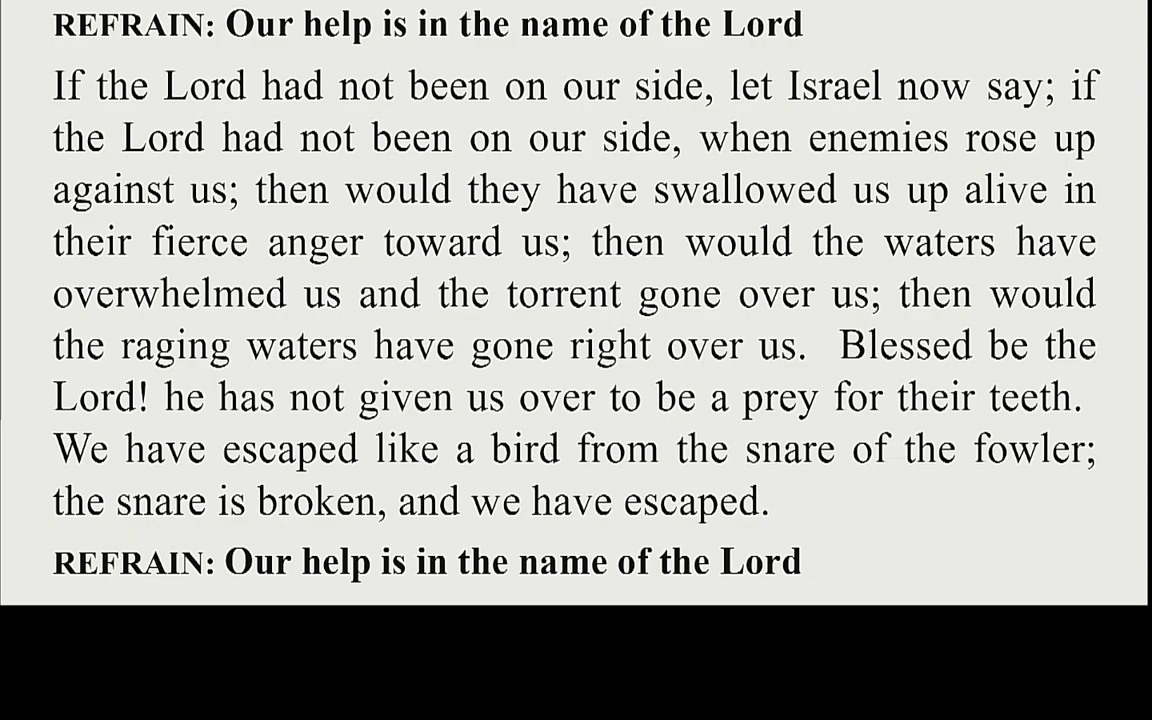 REFRAIN: Our help is in the name of the Lord
If the Lord had not been on our side, let Israel now say; if
the Lord had not been on our side, when enemies rose up
against us; then would they have swallowed us up alive in
their fierce anger toward us; then would the waters have
overwhelmed us and the torrent gone over us; then would
the raging waters have gone right over us. Blessed be the
Lord! he has not given us over to be a prey for their teeth.
We have escaped like a bird from the snare of the fowler;
the snare is broken, and we have escaped.
REFRAIN: Our help is in the name of the Lord